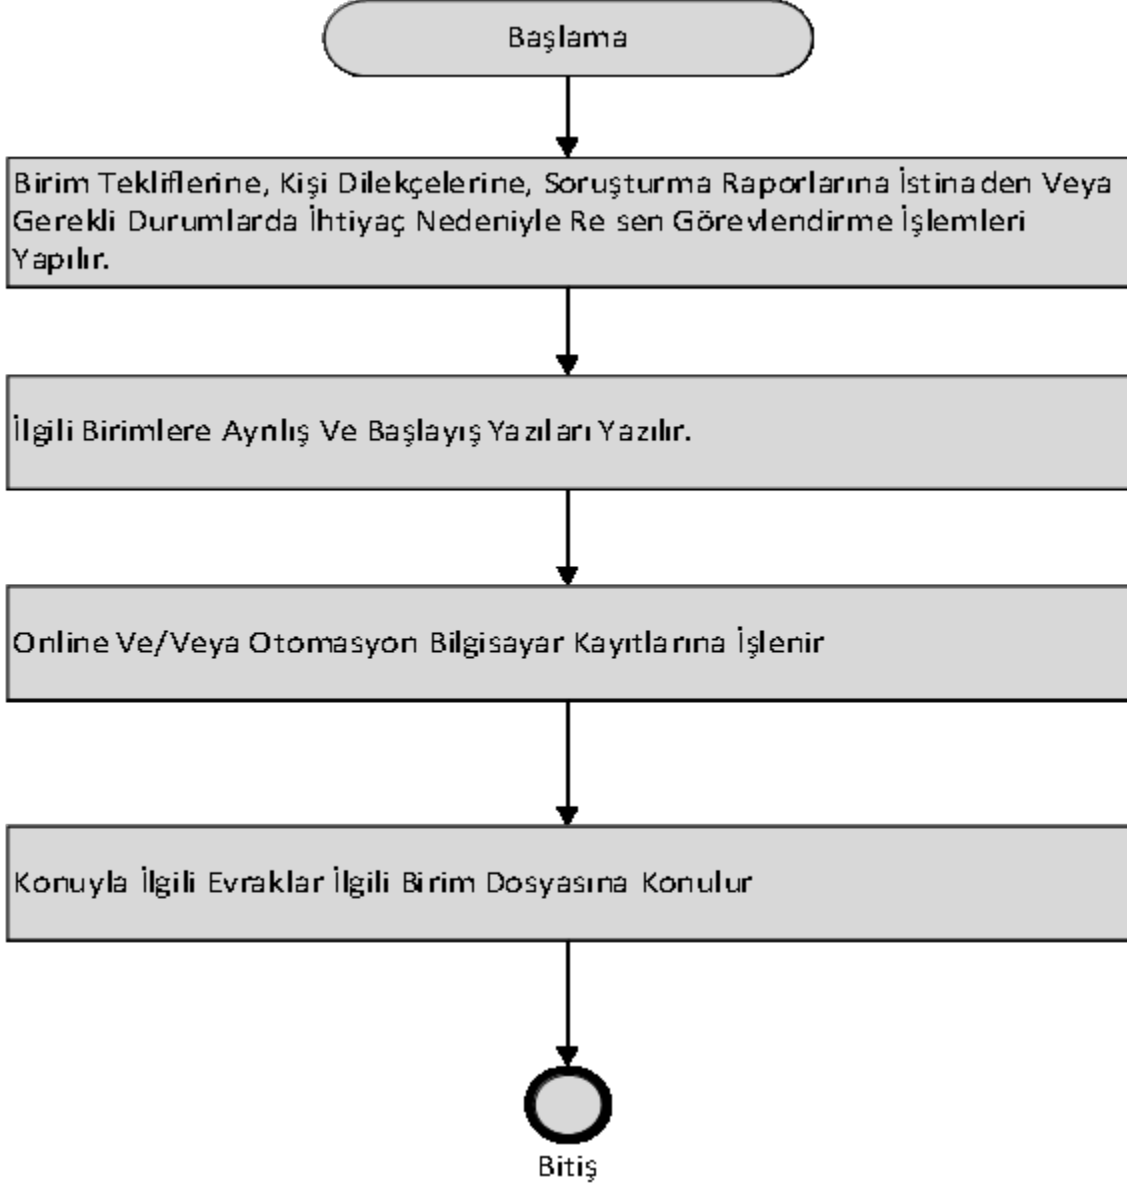 Başlama
Birim Tekliflerine, Kişi Dilekçelerine, Soruşturma Raporlarına İstinaden Veya
Gerekli Durumlarda İhtiyaç Nedeniyle Re sen Görevlendirme İşlemleri
Yapılır.
İlgili Birimlere Ayrılış Ve Başlayış Yazıları Yazılır.
Online Ve/Veya Otomasyon Bilgisayar Kayıtlarına İşlenir
Konuyla İlgili Evraklar İlgili Birim Dosyasına Konulur
Bitiş